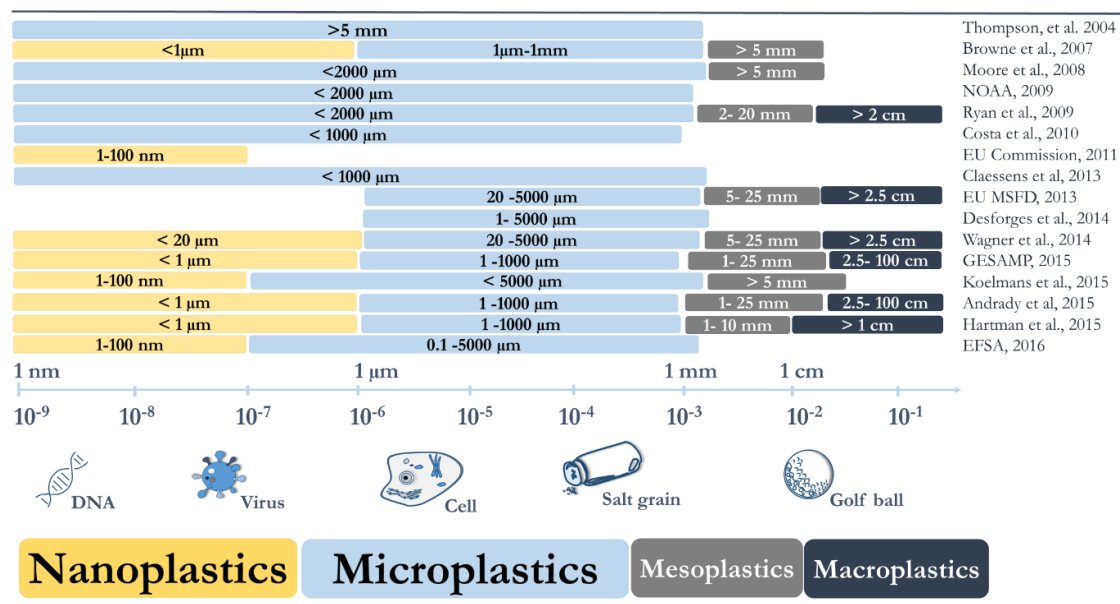 >5 mm Thompson, et al. 2004
<1µm 1µm-1mm > 5 mm Browne et al., 2007
<2000 µm > 5 mm Moore et al., 2008
< 2000 µm NOAA, 2009
< 2000 µm 2- 20 mm > 2 cm Ryan et al., 2009
< 1000 µm Costa et al., 2010
1-100 nm EU Commission, 2011
< 1000 µm Claessens et al, 2013
20 -5000 µm 5- 25 mm > 2.5 cm EU MSFD, 2013
1- 5000 µm Desforges et al., 2014
< 20 µm 20 -5000 µm 5- 25 mm > 2.5 cm Wagner et al., 2014
< 1 µm 1 -1000 µm 1- 25 mm 2.5- 100 cm GESAMP, 2015
1-100 nm < 5000 µm > 5 mm Koelmans et al., 2015
< 1 µm 1 -1000 µm 1- 25 mm 2.5- 100 cm Andrady et al, 2015
< 1 µm 1 -1000 µm 1- 10 mm > 1 cm Hartman et al., 2015
1-100 nm 0.1 -5000 µm EFSA, 2016
1 nm 1 µm 1 mm 1 cm
10⁻⁹ 10⁻⁸ 10⁻⁷ 10⁻⁶ 10⁻⁵ 10⁻⁴ 10⁻³ 10⁻² 10⁻¹
DNA Virus Cell Salt grain Golf ball
Nanoplastics Microplastics Mesoplastics Macroplastics